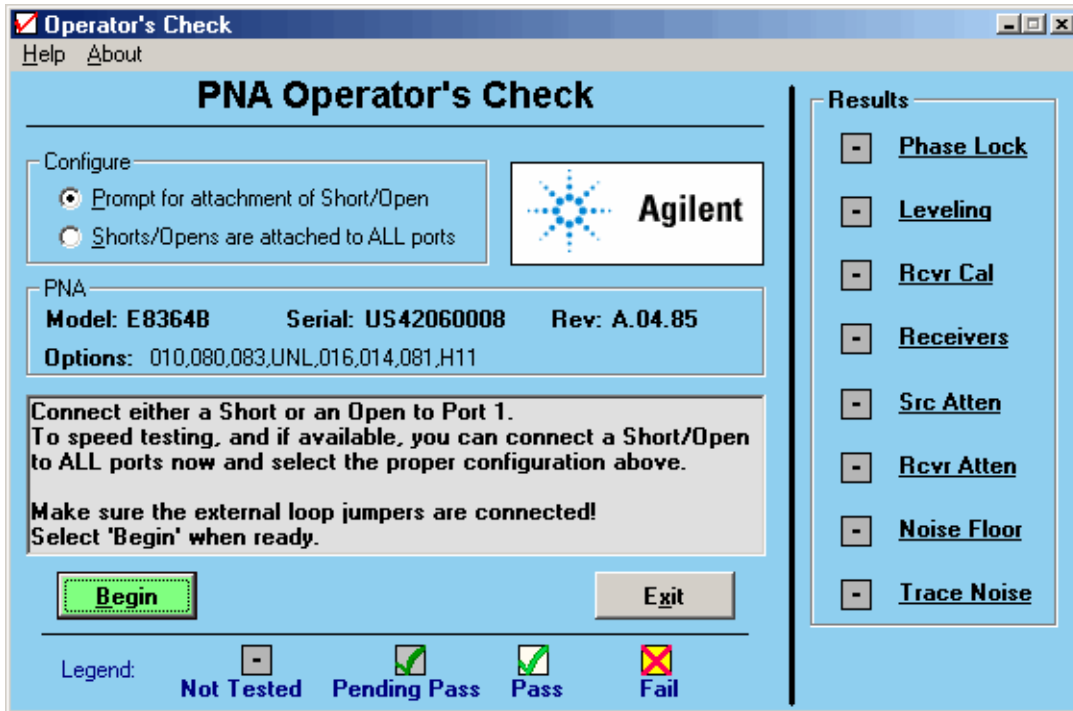 Operator's Check
Help About
PNA Operator's Check
Configure
Prompt for attachment of Short/Open
Shorts/Opens are attached to ALL ports
Agilent
PNA
Model: E8364B Serial: US42060008 Rev: A.04.85
Options: 010,080,083,UNL,016,014,081,H11
Connect either a Short or an Open to Port 1.
To speed testing, and if available, you can connect a Short/Open
to ALL ports now and select the proper configuration above.
Make sure the external loop jumpers are connected!
Select 'Begin' when ready.
Begin
Exit
Legend:
- Not Tested
Pending Pass
Pass
Fail
Results
- Phase Lock
- Leveling
- Rcvr Cal
- Receivers
- Src Atten
- Rcvr Atten
- Noise Floor
- Trace Noise